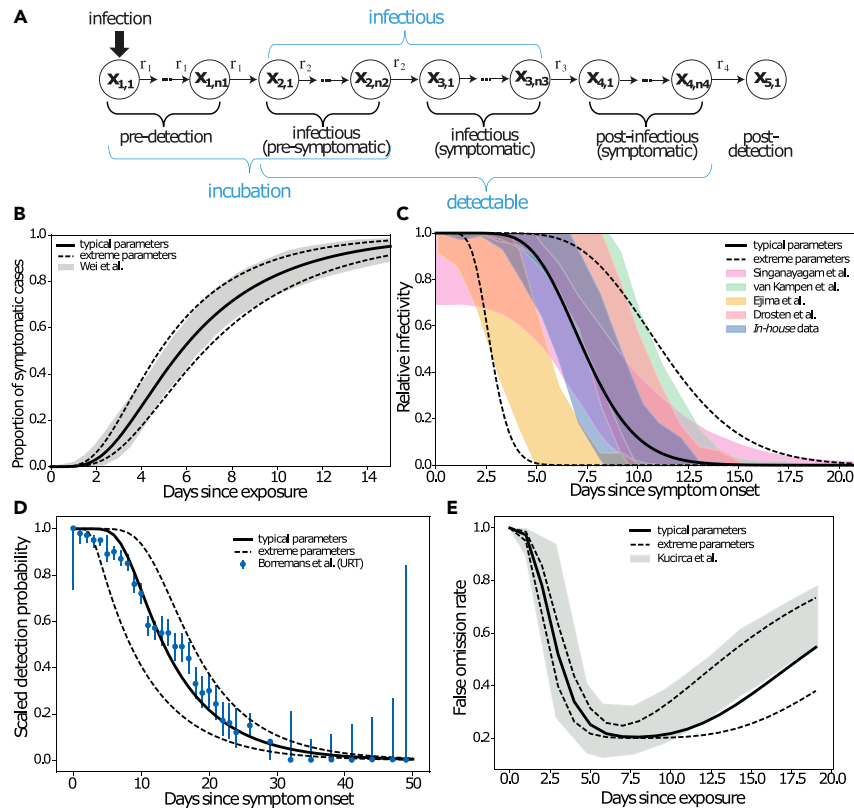 A
infection
infectious
r1 r1 r1 r2 r2 r3 r4
X1,1 X1,n1 X2,1 X2,n2 X3,1 X3,n3 X4,1 X4,n4 X5,1
pre-detection
infectious
(pre-symptomatic)
infectious
(symptomatic)
post-infectious
(symptomatic)
post-
detection
incubation
detectable
B
Proportion of symptomatic cases
1.0
0.8
0.6
0.4
0.2
0.0
typical parameters
extreme parameters
Wei et al.
0 2 4 6 8 10 12 14
Days since exposure
C
Relative infectivity
1.0
0.8
0.6
0.4
0.2
0.0
typical parameters
extreme parameters
Singanayagam et al.
van Kampen et al.
Ejima et al.
Drosten et al.
In-house data
0.0 2.5 5.0 7.5 10.0 12.5 15.0 17.5 20.0
Days since symptom onset
D
Scaled detection probability
1.0
0.8
0.6
0.4
0.2
0.0
typical parameters
extreme parameters
Borremans et al. (URT)
0 10 20 30 40 50
Days since symptom onset
E
False omission rate
1.0
0.8
0.6
0.4
0.2
typical parameters
extreme parameters
Kucirca et al.
0.0 2.5 5.0 7.5 10.0 12.5 15.0 17.5 20.0
Days since exposure